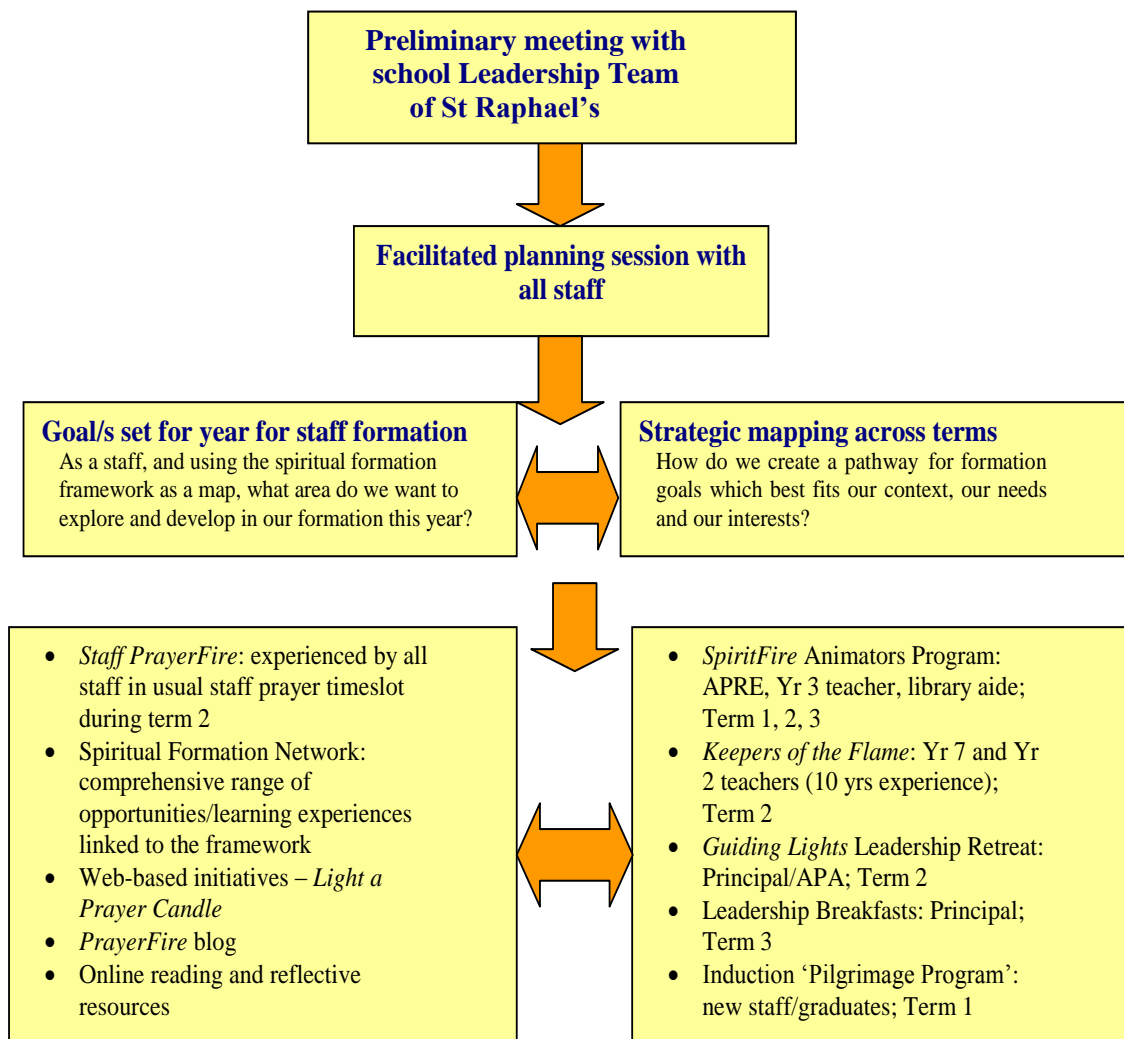 Preliminary meeting with
school Leadership Team
of St Raphael’s
Facilitated planning session with
all staff
Goal/s set for year for staff formation
As a staff, and using the spiritual formation
framework as a map, what area do we want to
explore and develop in our formation this year?
Strategic mapping across terms
How do we create a pathway for formation
goals which best fits our context, our needs
and our interests?
• Staff PrayerFire: experienced by all
staff in usual staff prayer timeslot
during term 2
• Spiritual Formation Network:
comprehensive range of
opportunities/learning experiences
linked to the framework
• Web-based initiatives – Light a
Prayer Candle
• PrayerFire blog
• Online reading and reflective
resources
• SpiritFire Animators Program:
APRE, Yr 3 teacher, library aide;
Term 1, 2, 3
• Keepers of the Flame: Yr 7 and Yr
2 teachers (10 yrs experience);
Term 2
• Guiding Lights Leadership Retreat:
Principal/APA; Term 2
• Leadership Breakfasts: Principal;
Term 3
• Induction ‘Pilgrimage Program’:
new staff/graduates; Term 1